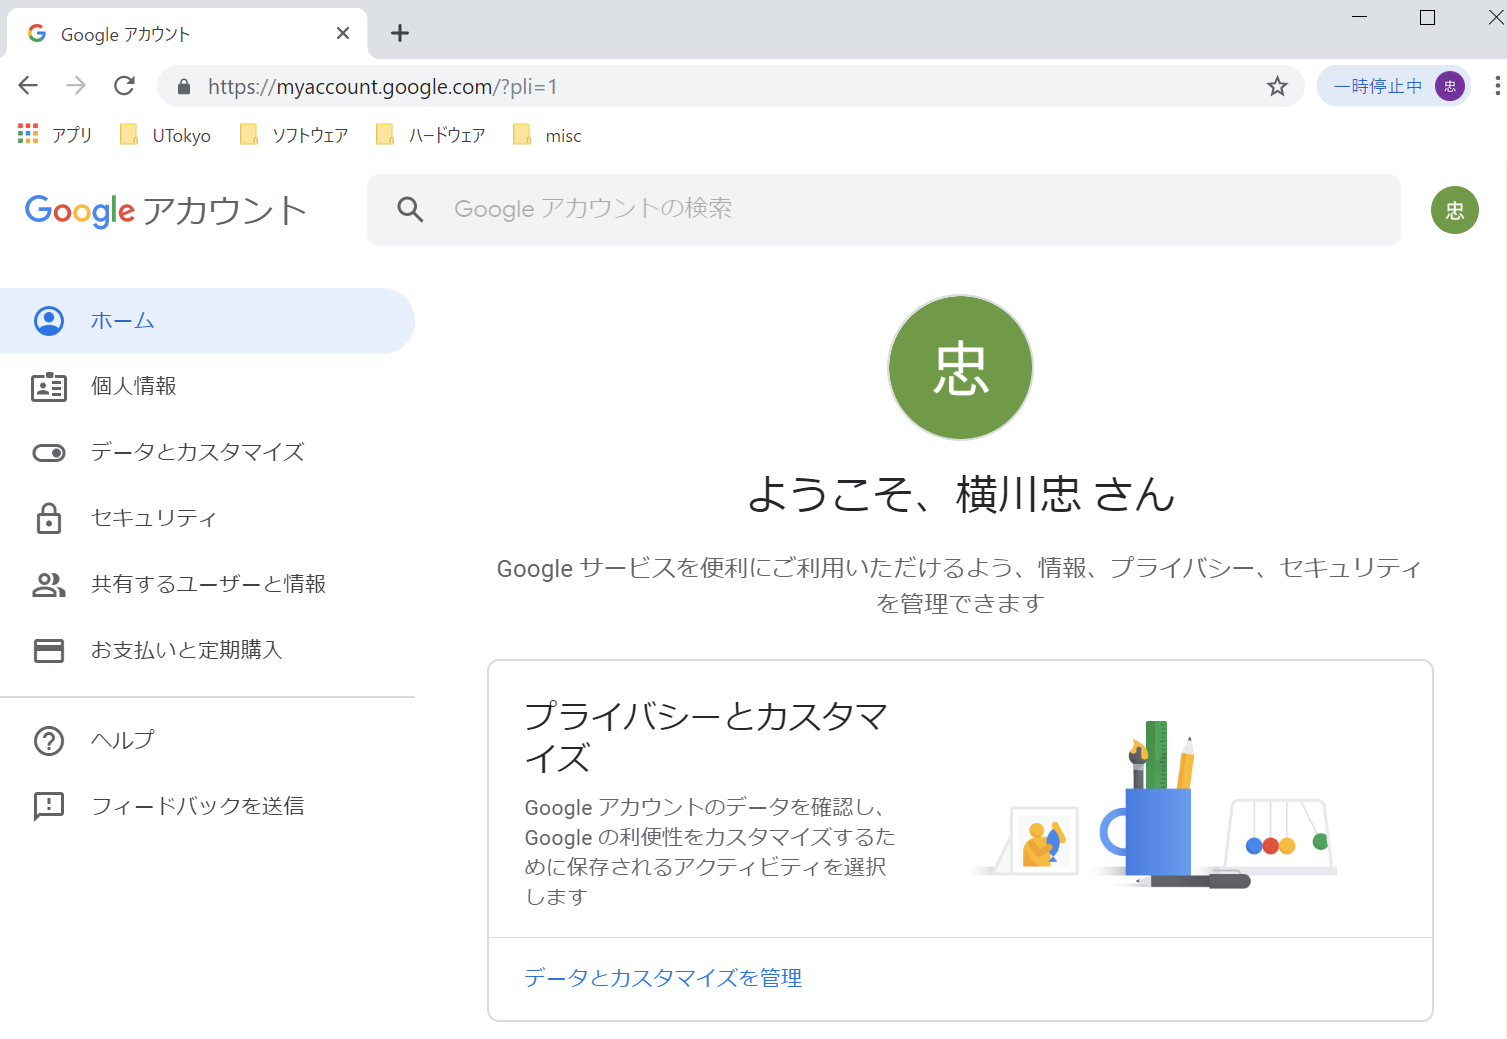 Google アカウント
https://myaccount.google.com/?pli=1
一時停止中
忠
アプリ
UTokyo
ソフトウェア
ハードウェア
misc
Google アカウント
Google アカウントの検索
忠
ホーム
個人情報
データとカスタマイズ
セキュリティ
共有するユーザーと情報
お支払いと定期購入
ヘルプ
フィードバックを送信
忠
ようこそ、横川忠 さん
Google サービスを便利にご利用いただけるよう、情報、プライバシー、セキュリティ
を管理できます
プライバシーとカスタマ
イズ
Google アカウントのデータを確認し、
Google の利便性をカスタマイズするた
めに保存されるアクティビティを選択
します
データとカスタマイズを管理